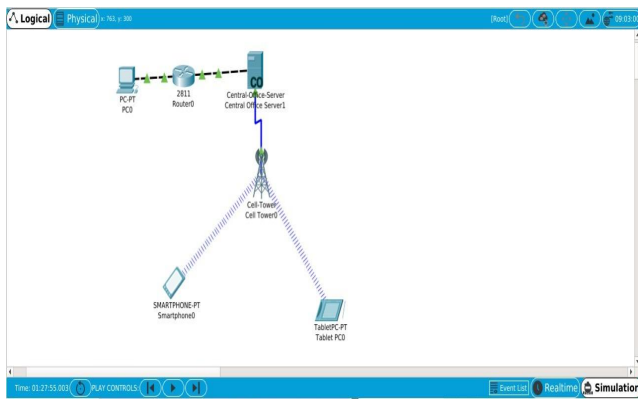 Logical Physical x: 763, y: 300 [Root] 09:03:00
PC-PT
PC0
2811
Router0
CO
Central-Office-Server
Central Office Server1
Cell-Tower
Cell Tower0
SMARTPHONE-PT
Smartphone0
TabletPC-PT
Tablet PC0
Time: 01:27:55.003 PLAY CONTROLS: Event List Realtime Simulation